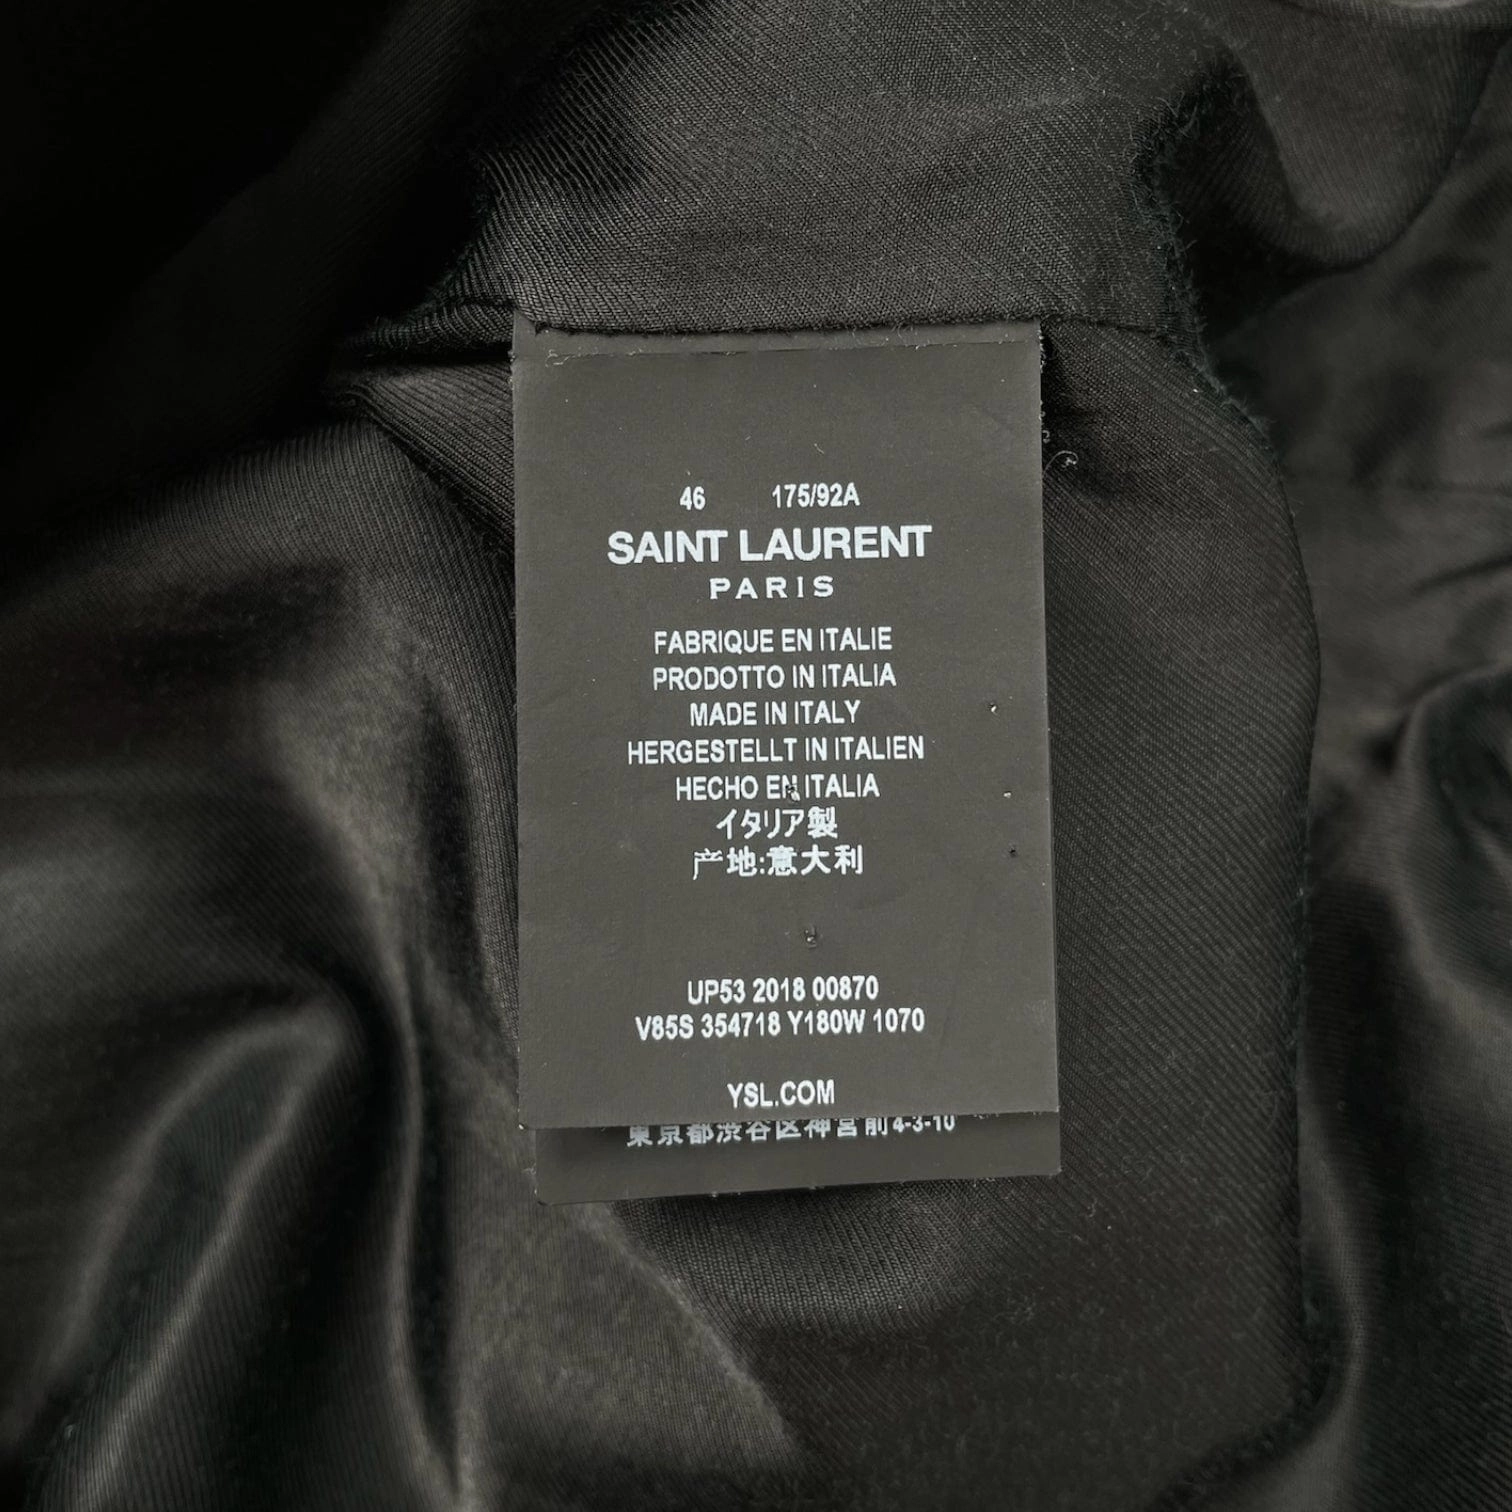 46 175/92A
SAINT LAURENT
PARIS
FABRIQUE EN ITALIE
PRODOTTO IN ITALIA
MADE IN ITALY
HERGESTELLT IN ITALIEN
HECHO EN ITALIA
イタリア製
产地:意大利
UP53 2018 00870
V85S 354718 Y180W 1070
YSL.COM
東京都渋谷区神宮前4-3-10